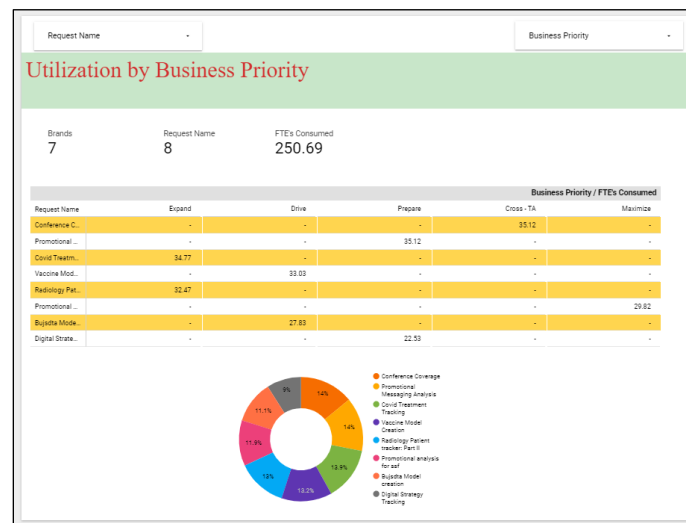 Request Name
Business Priority
Utilization by Business Priority
Brands Request Name FTE's Consumed
7 8 250.69
Business Priority / FTE's Consumed
Request Name Expand Drive Prepare Cross - TA Maximize
Conference C... - - - 35.12 -
Promotional ... - - 35.12 - -
Covid Treatm... 34.77 - - - -
Vaccine Mod... - 33.03 - - -
Radiology Pat... 32.47 - - - -
Promotional ... - - - - 29.82
Bujsdta Mode... - 27.83 - - -
Digital Strate... - - 22.53 - -
9%
14%
11.1%
14%
11.9%
13.9%
13%
13.2%
Conference Coverage
Promotional
Messaging Analysis
Covid Treatment
Tracking
Vaccine Model
Creation
Radiology Patient
tracker: Part II
Promotional analysis
for asf
Bujsdta Model
creation
Digital Strategy
Tracking